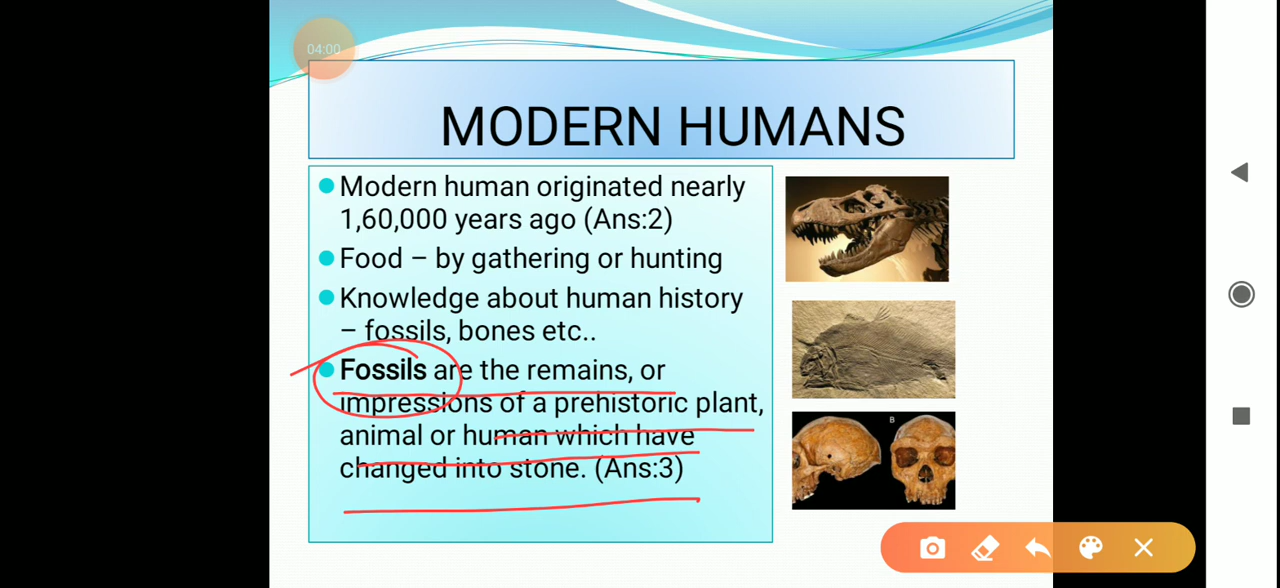 04:00
MODERN HUMANS
Modern human originated nearly
1,60,000 years ago (Ans:2)
Food – by gathering or hunting
Knowledge about human history
– fossils, bones etc..
Fossils are the remains, or
impressions of a prehistoric plant,
animal or human which have
changed into stone. (Ans:3)
B